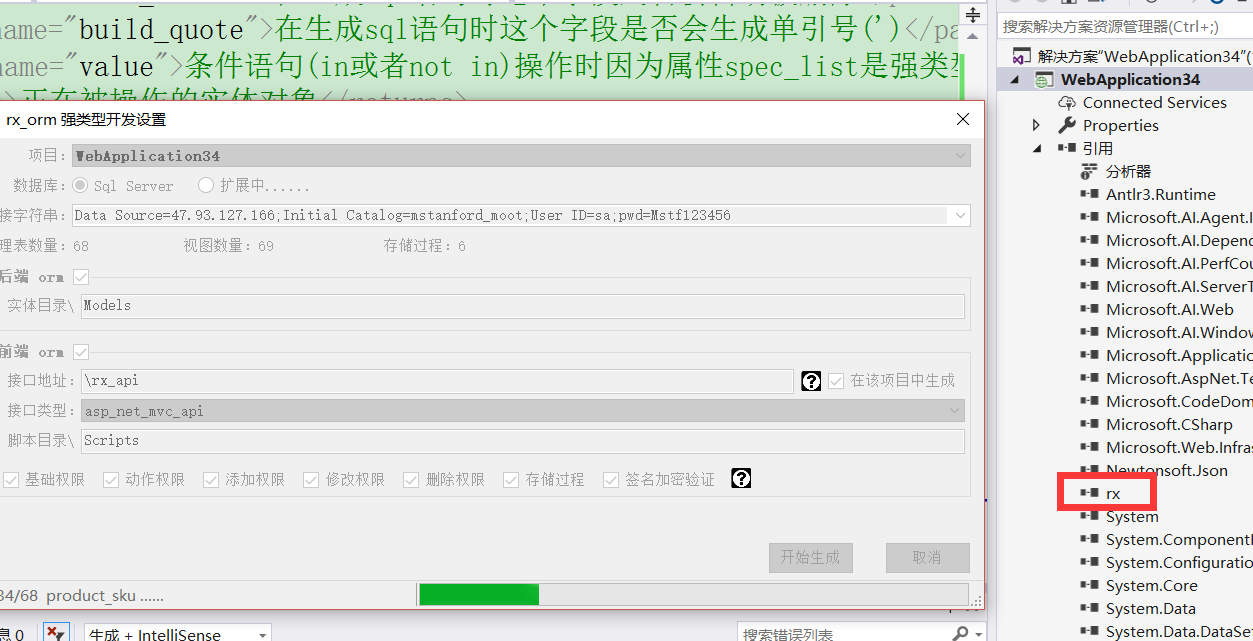 name="build_quote">在生成sql语句时这个字段是否会生成单引号(')</pa
name="value">条件语句(in或者not in)操作时因为属性spec_list是强类型
>正在被操作的实体对象</returns>
rx_orm 强类型开发设置
项目：
WebApplication34
数据库：
Sql Server
扩展中......
接字符串：
Data Source=47.93.127.166;Initial Catalog=mstanford_moot;User ID=sa;pwd=Mstf123456
理表数量：68
视图数量：69
存储过程：6
后端 orm
实体目录\
Models
前端 orm
接口地址：
\rx_api
在该项目中生成
接口类型：
asp_net_mvc_api
脚本目录\
Scripts
基础权限
动作权限
添加权限
修改权限
删除权限
存储过程
签名加密验证
开始生成
取消
34/68 product_sku ......
息 0
生成 + IntelliSense
搜索错误列表
搜索解决方案资源管理器(Ctrl+;)
解决方案"WebApplication34"(
WebApplication34
Connected Services
Properties
引用
分析器
Antlr3.Runtime
Microsoft.AI.Agent.I
Microsoft.AI.Depend
Microsoft.AI.PerfCou
Microsoft.AI.ServerT
Microsoft.AI.Web
Microsoft.AI.Window
Microsoft.Applicatio
Microsoft.AspNet.Te
Microsoft.CodeDom
Microsoft.CSharp
Microsoft.Web.Infras
Newtonsoft.Json
rx
System
System.ComponentI
System.Configuratio
System.Core
System.Data
System.Data.DataSe